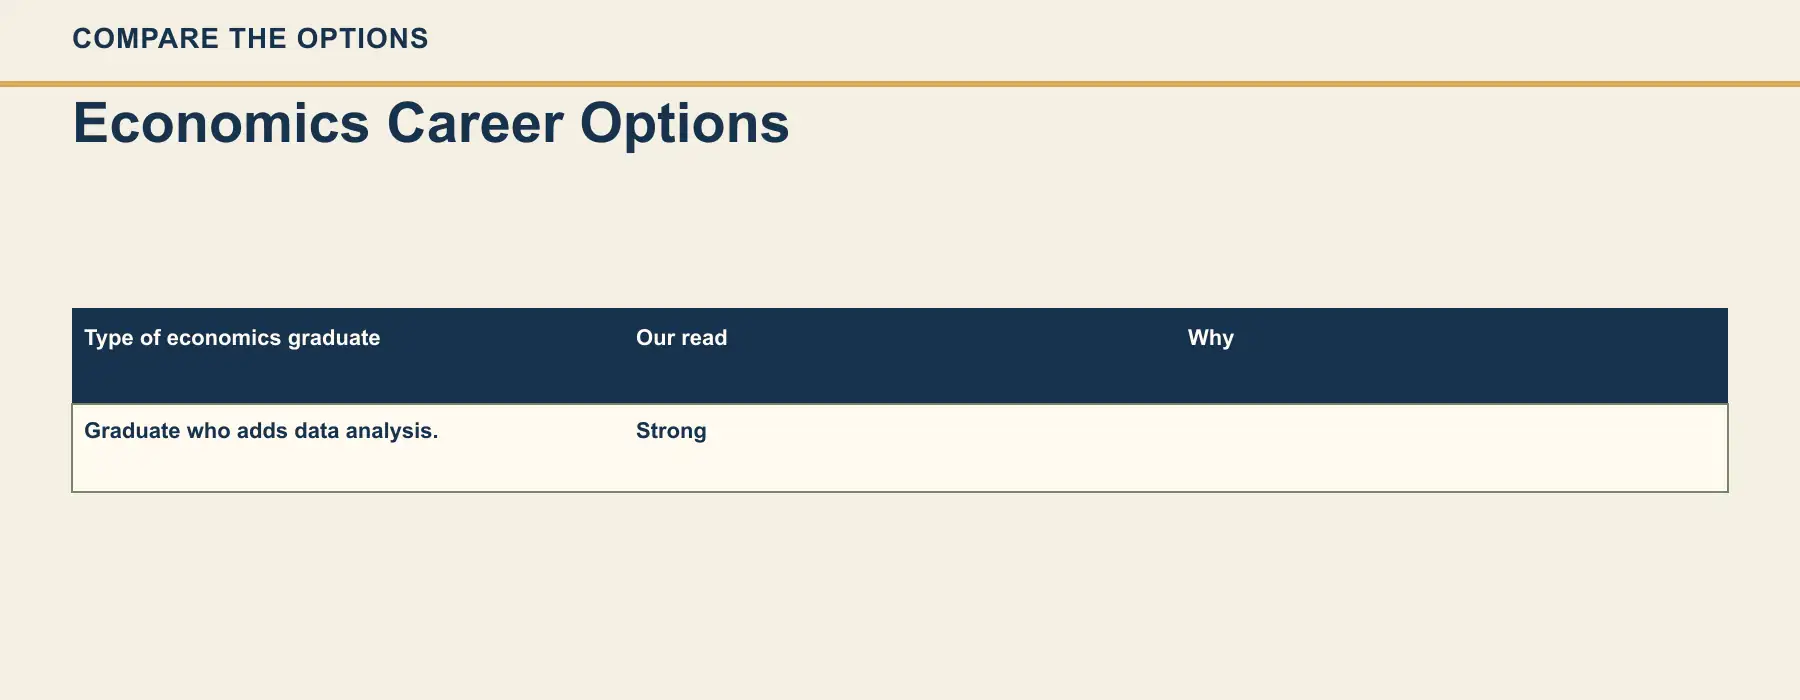 COMPARE THE OPTIONS
Economics Career Options
Type of economics graduate Our read Why
Graduate who adds data analysis. Strong